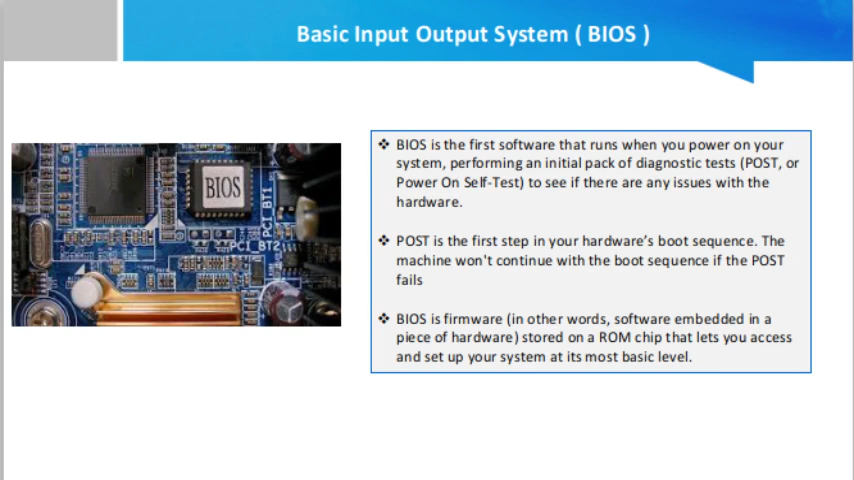 Basic Input Output System ( BIOS )
BIOS
PCI_BT1
PCI_BT2
❖ BIOS is the first software that runs when you power on your
system, performing an initial pack of diagnostic tests (POST, or
Power On Self-Test) to see if there are any issues with the
hardware.
❖ POST is the first step in your hardware’s boot sequence. The
machine won't continue with the boot sequence if the POST
fails
❖ BIOS is firmware (in other words, software embedded in a
piece of hardware) stored on a ROM chip that lets you access
and set up your system at its most basic level.